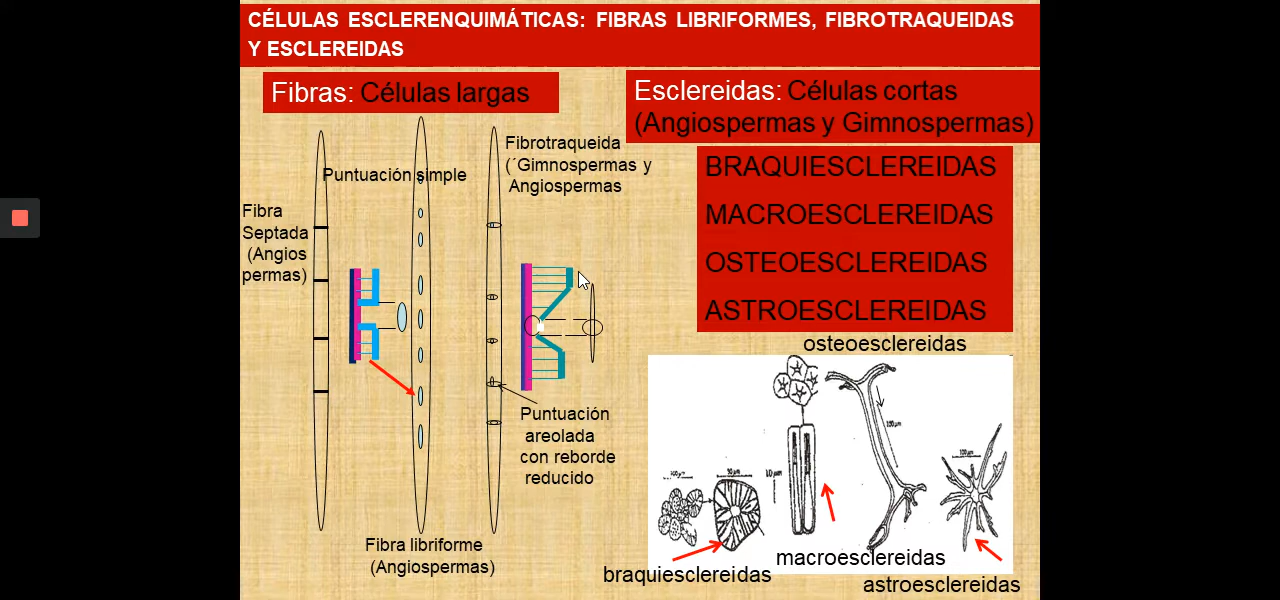 CÉLULAS ESCLERENQUIMÁTICAS: FIBRAS LIBRIFORMES, FIBROTRAQUEIDAS
Y ESCLEREIDAS
Fibras: Células largas
Esclereidas: Células cortas
(Angiospermas y Gimnospermas)
Fibrotraqueida
(´Gimnospermas y
Angiospermas
Puntuación simple
Fibra
Septada
(Angios
permas)
BRAQUIESCLEREIDAS
MACROESCLEREIDAS
OSTEOESCLEREIDAS
ASTROESCLEREIDAS
osteoesclereidas
Puntuación
areolada
con reborde
reducido
Fibra libriforme
(Angiospermas)
braquiesclereidas
macroesclereidas
astroesclereidas